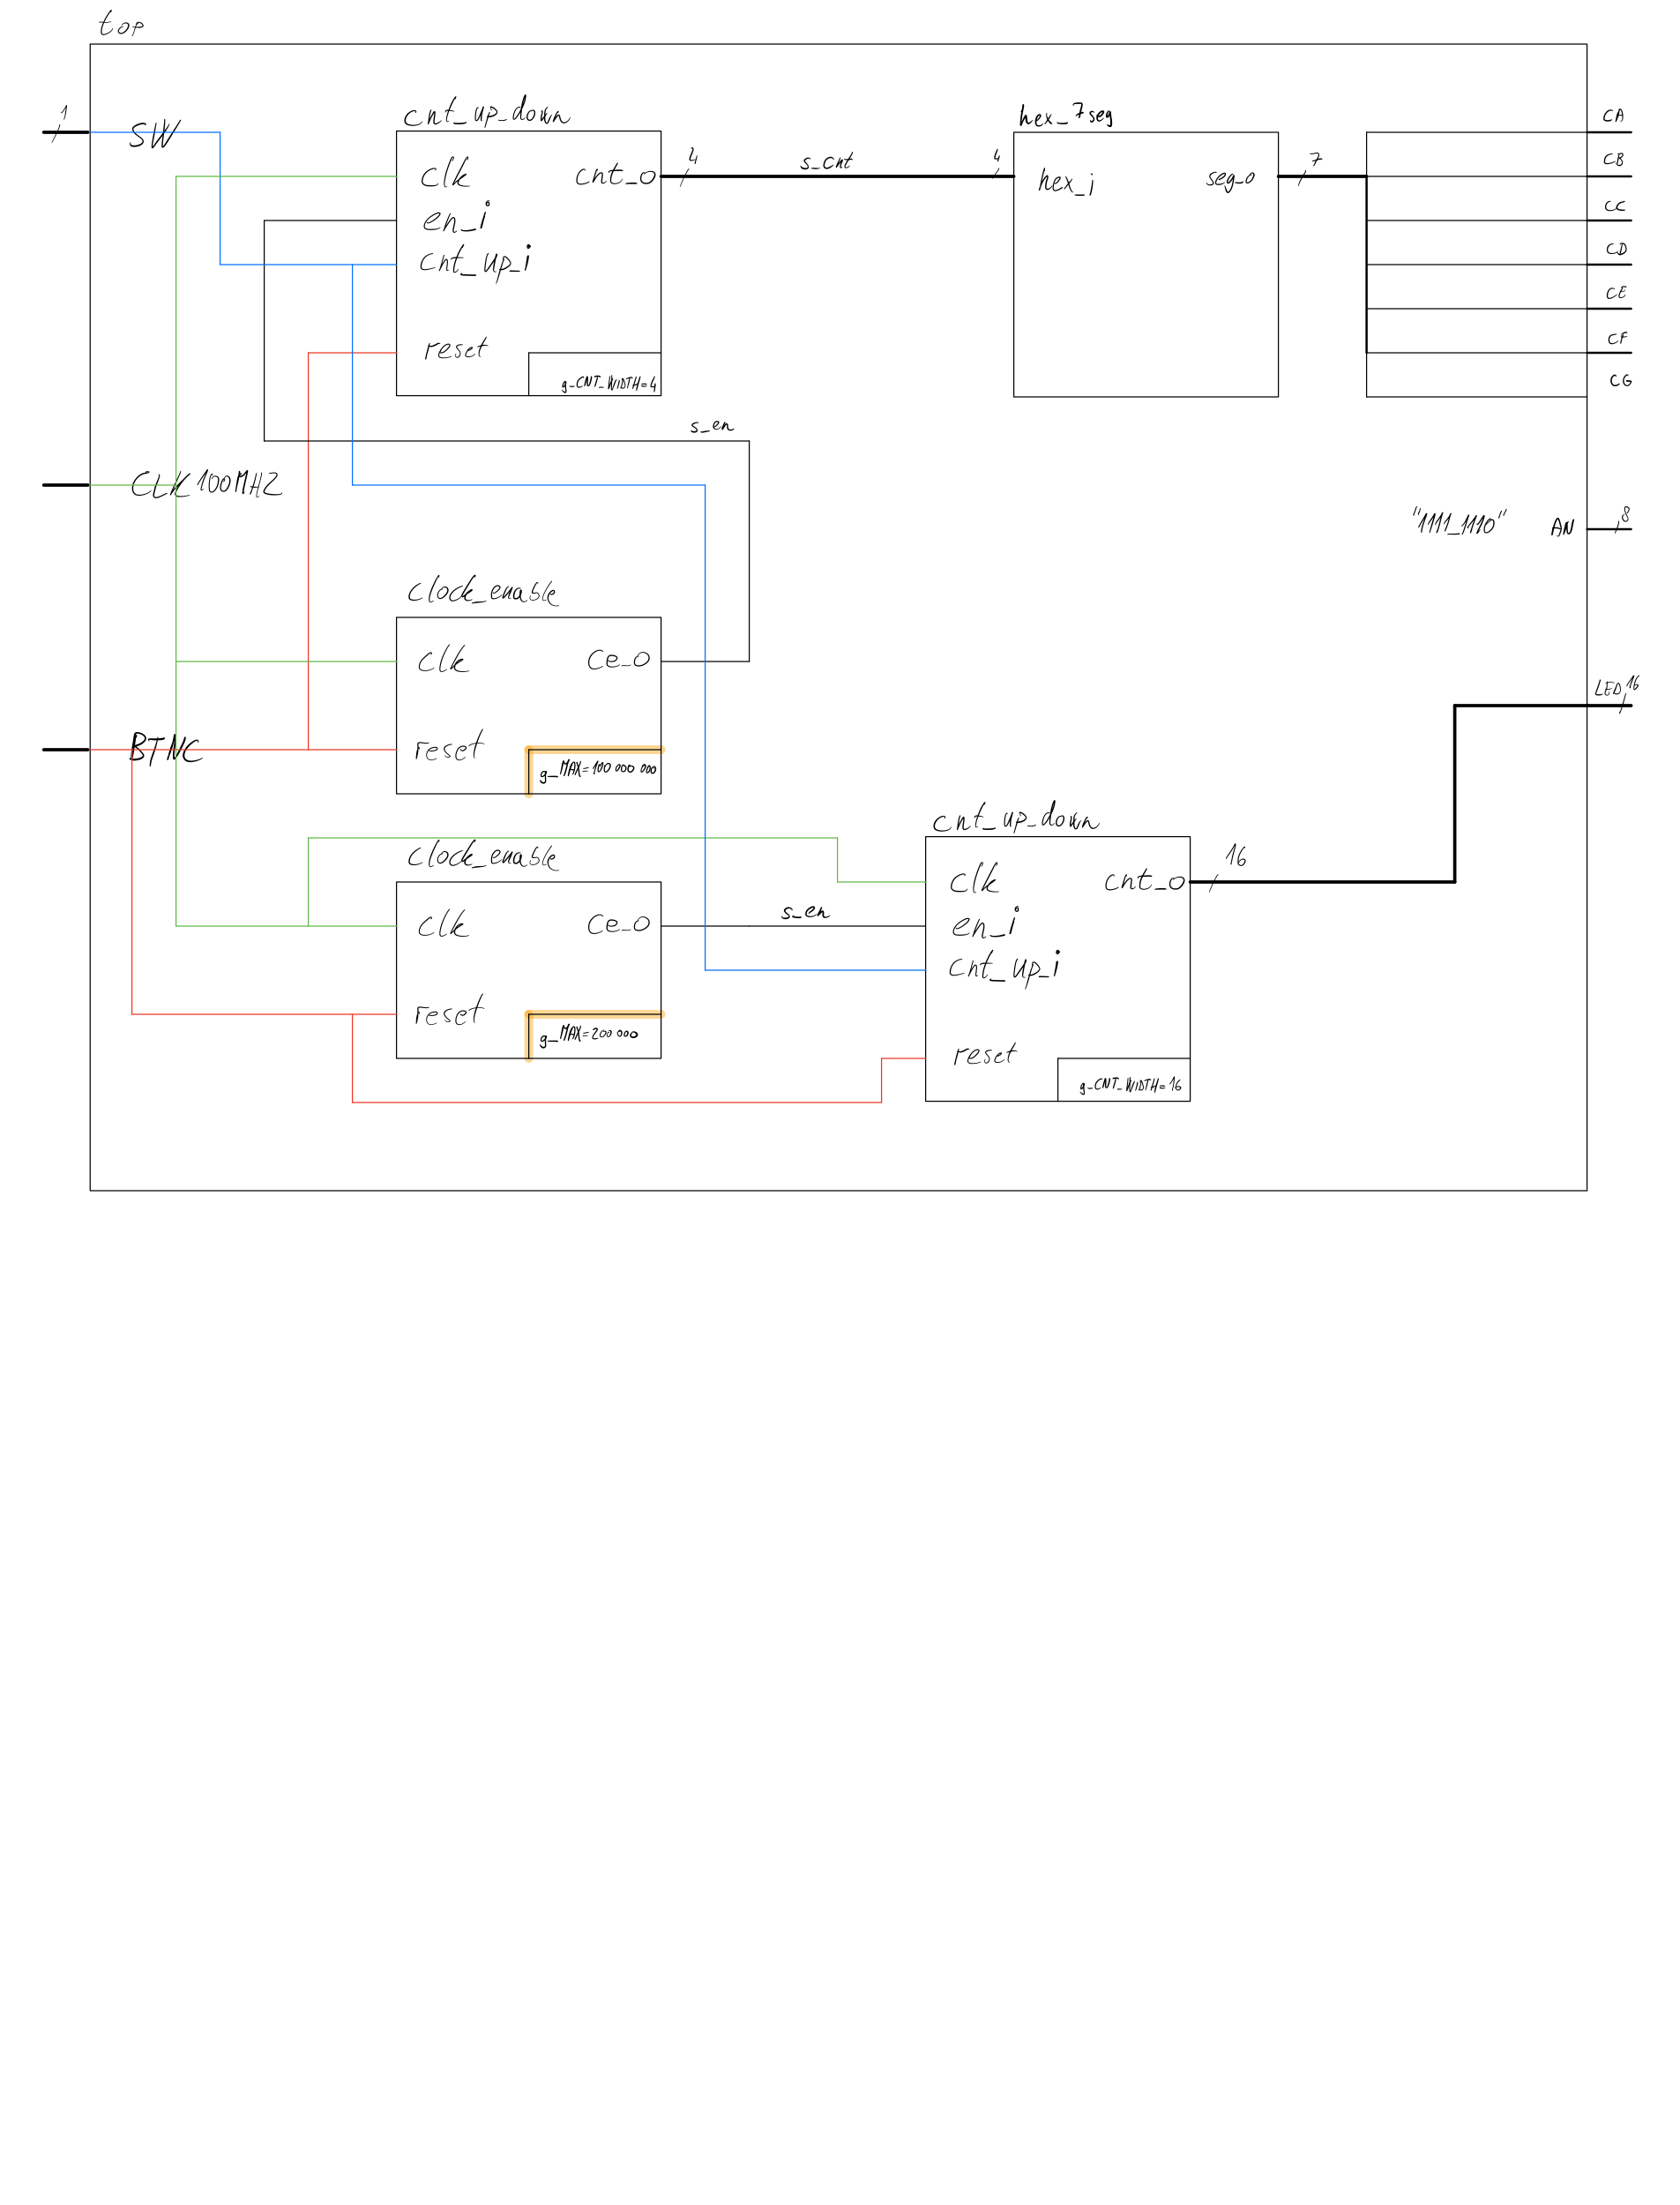 top
1
SW
cnt_up_down
clk
en_i
cnt_up_i
reset
g_CNT_WIDTH=4
cnt_o
4
s_cnt
4
hex_7seg
hex_i
seg_o
7
CA
CB
CC
CD
CE
CF
CG
s_en
CLK100MHZ
"1111_1110"
AN
8
clock_enable
clk
ce_o
reset
g_MAX=100 000 000
BTNC
LED
16
clock_enable
clk
ce_o
reset
g_MAX=200 000
s_en
cnt_up_down
clk
en_i
cnt_up_i
reset
g_CNT_WIDTH=16
cnt_o
16